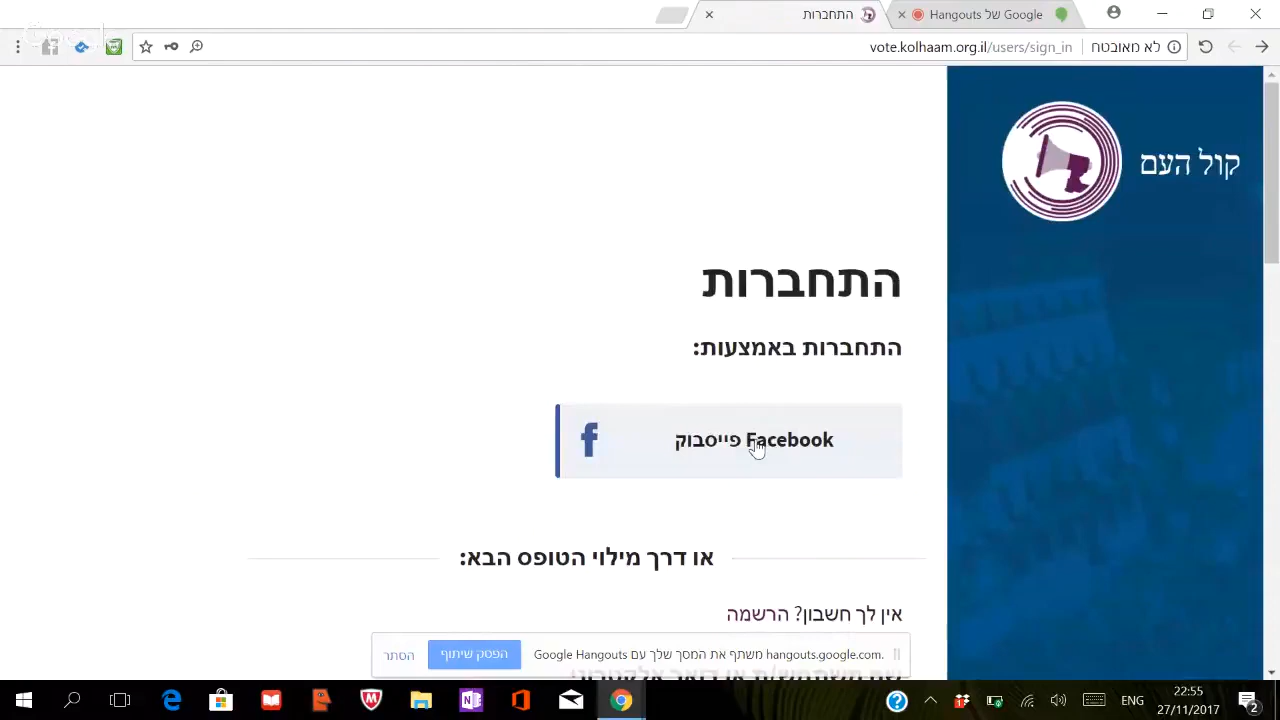 התחברות
Google של Hangouts
vote.kolhaam.org.il/users/sign_in
לא מאובטח
קול העם
התחברות
התחברות באמצעות:
Facebook פייסבוק
f
או דרך מילוי הטופס הבא:
אין לך חשבון? הרשמה
hangouts.google.com משתף את המסך שלך עם Google Hangouts.
הפסק שיתוף
הסתר
ENG
22:55
27/11/2017
2